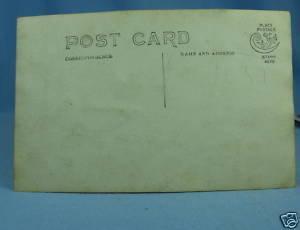 POST CARD
CORRESPONDENCE
NAME AND ADDRESS
PLACE
POSTAGE
STAMP
HERE